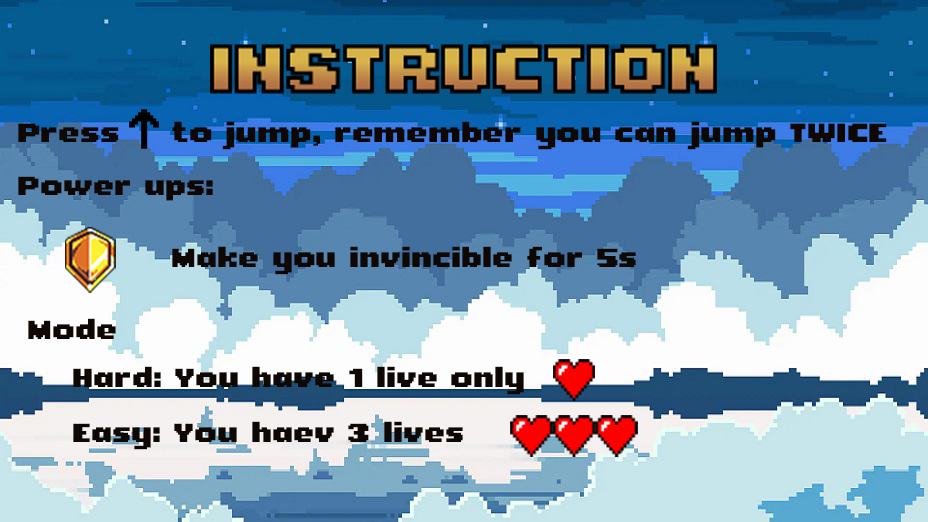 INSTRUCTION
Press ↑ to jump, remember you can jump TWICE
Power ups:
Make you invincible for 5s
Mode
Hard: You have 1 live only
Easy: You haev 3 lives